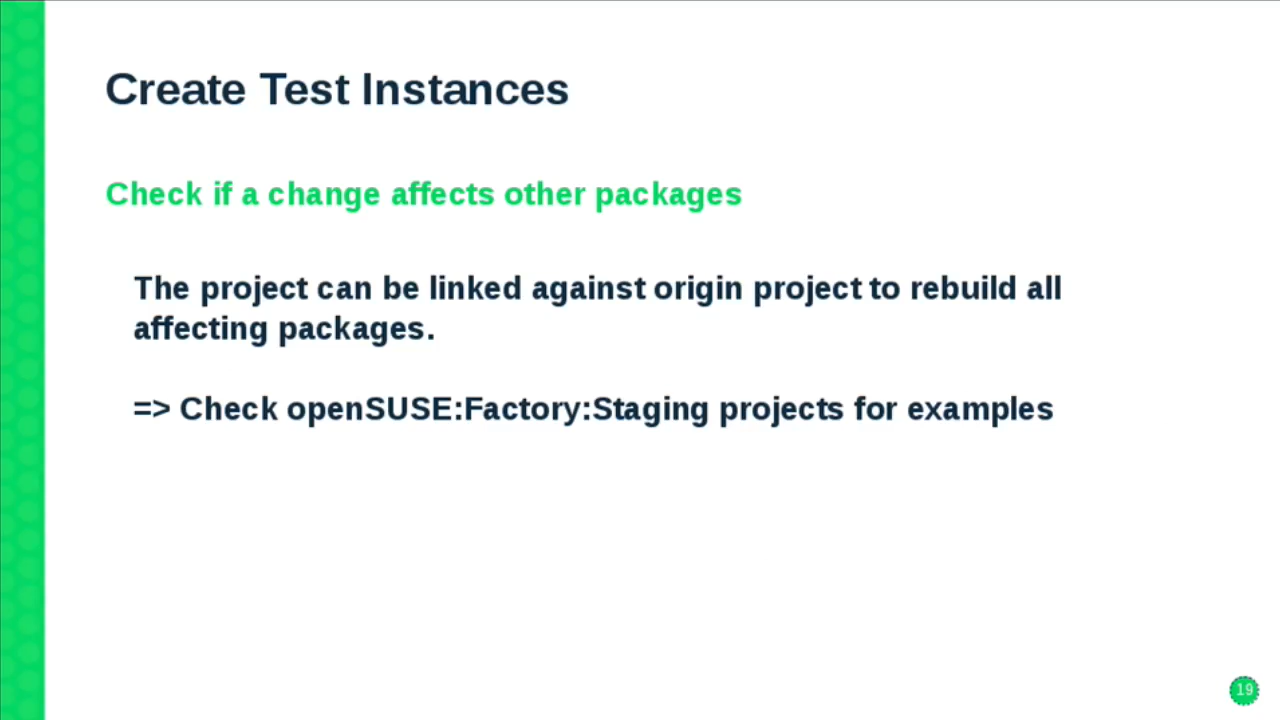 Create Test Instances
Check if a change affects other packages
The project can be linked against origin project to rebuild all
affecting packages.
=> Check openSUSE:Factory:Staging projects for examples
19